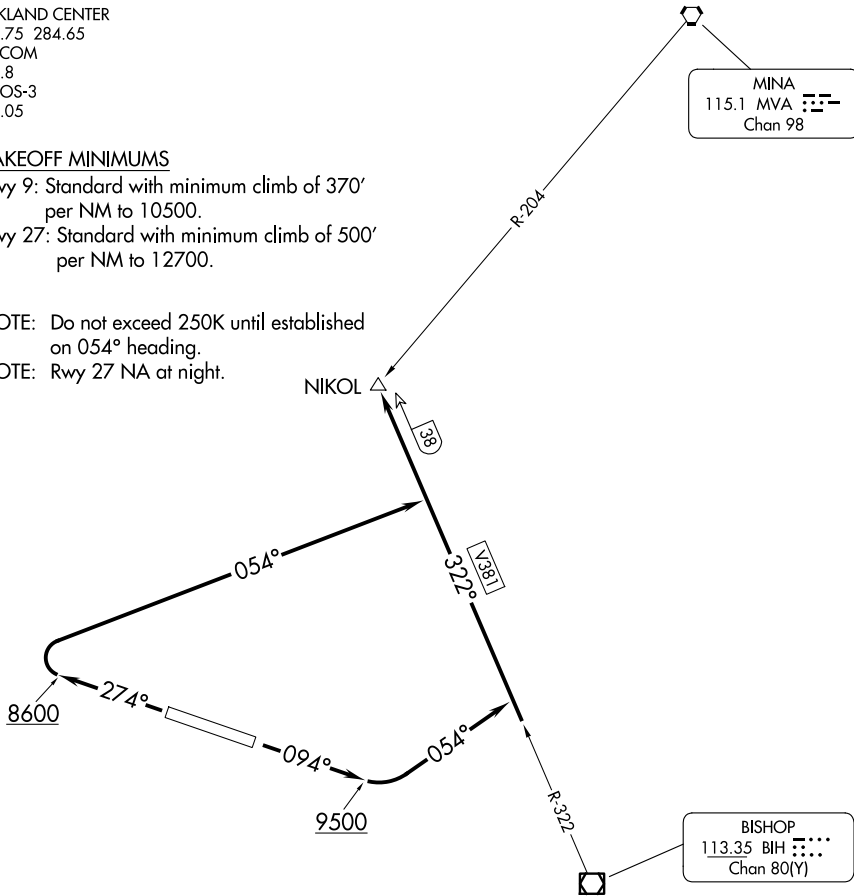 KLAND CENTER
.75 284.65
COM
.8
OS-3
.05
AKEOFF MINIMUMS
wy 9: Standard with minimum climb of 370'
per NM to 10500.
wy 27: Standard with minimum climb of 500'
per NM to 12700.
OTE: Do not exceed 250K until established
on 054° heading.
OTE: Rwy 27 NA at night.
MINA
115.1 MVA
Chan 98
R-204
NIKOL
38
054°
V381
322°
274°
8600
094°
054°
9500
R-322
BISHOP
113.35 BIH
Chan 80(Y)